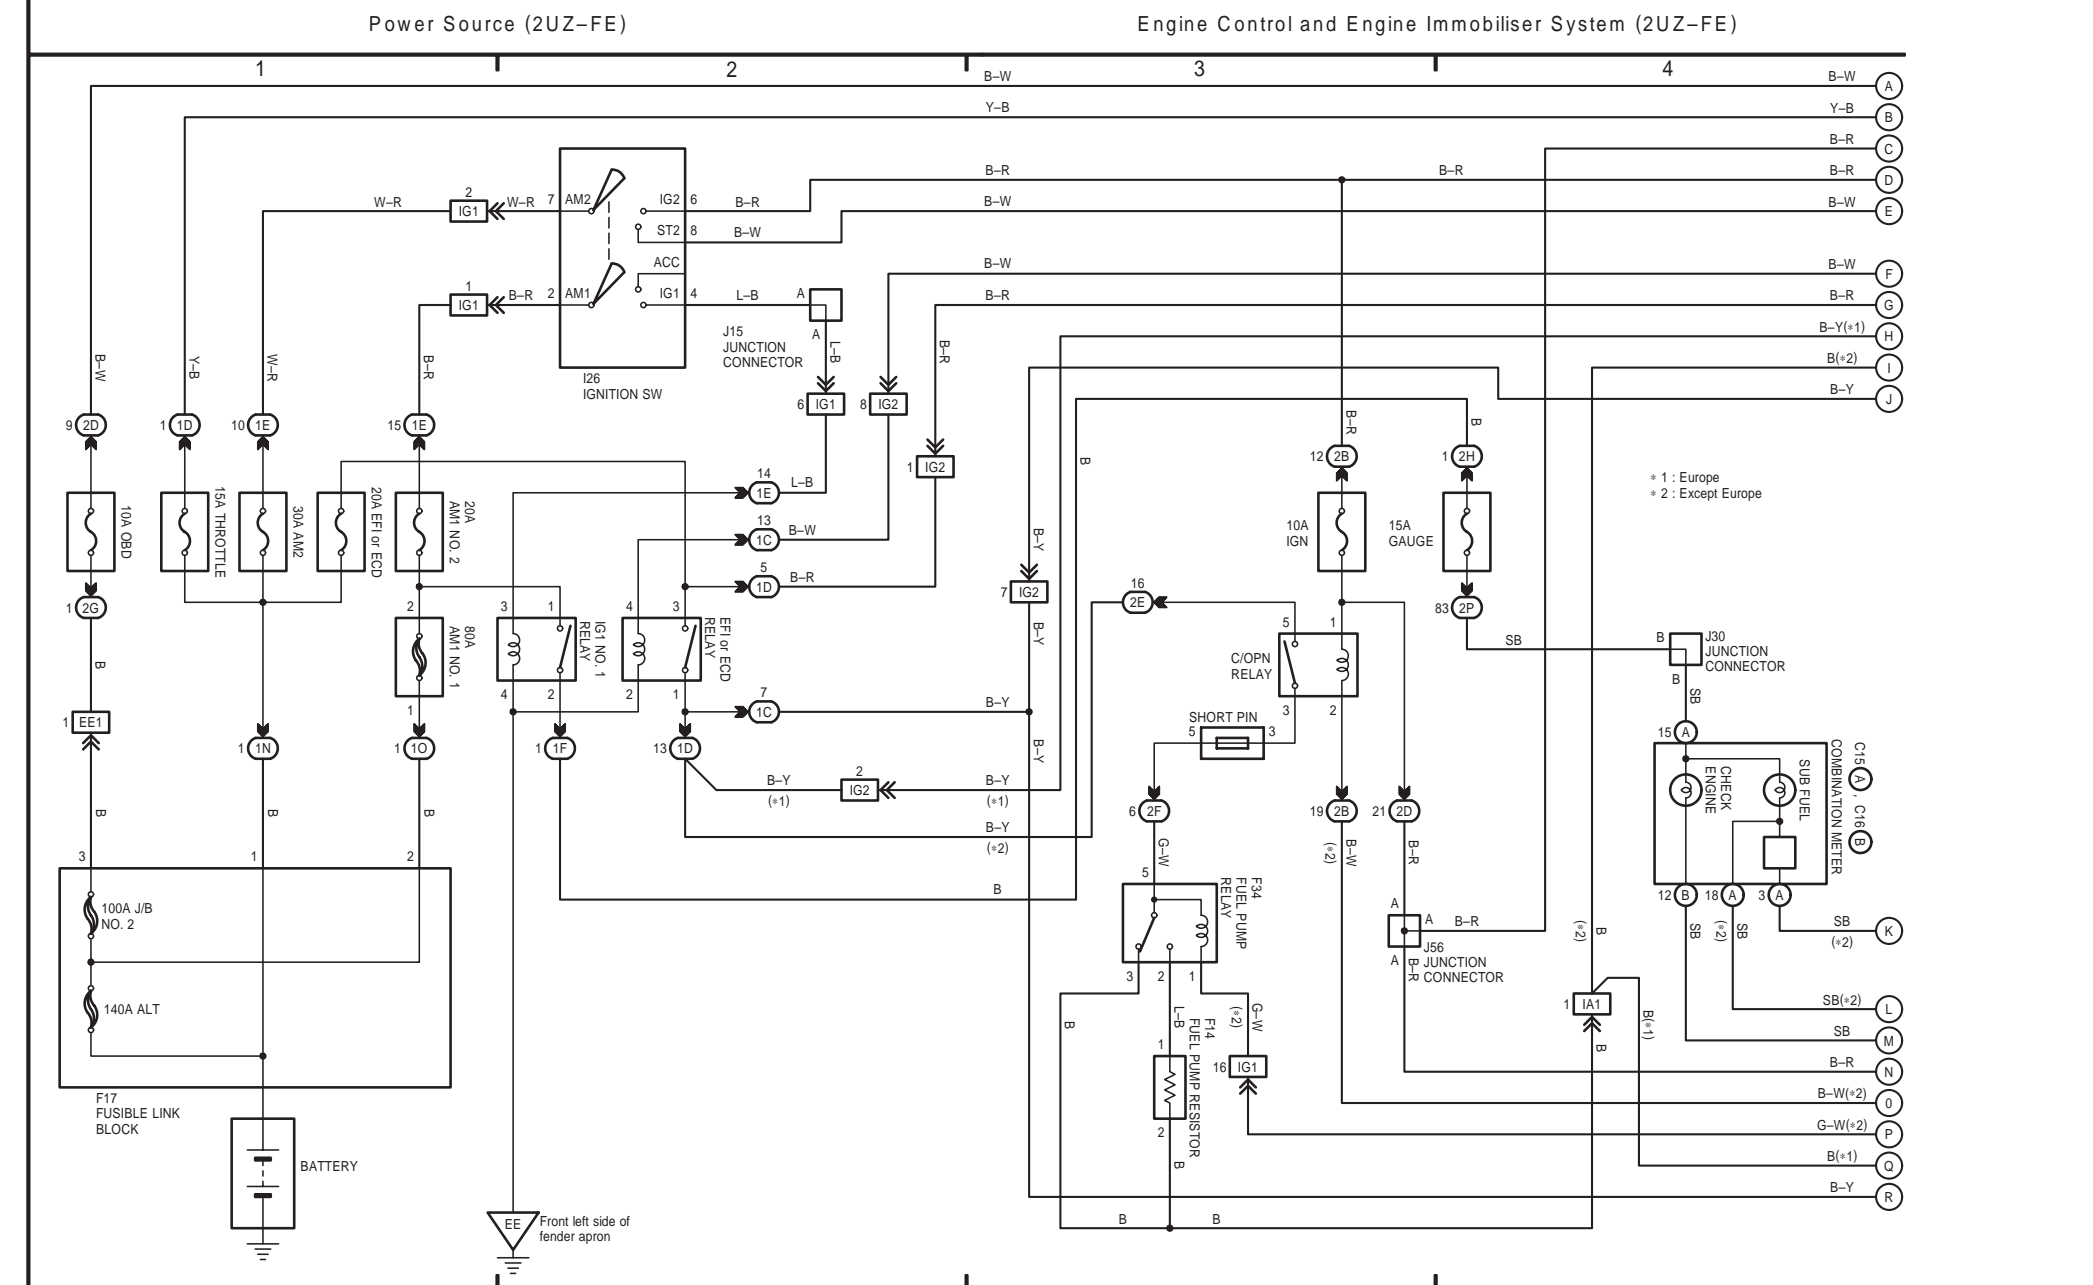 Power Source (2UZ–FE)
Engine Control and Engine Immobiliser System (2UZ–FE)
1
2
3
4
B–W
B–W
A
Y–B
Y–B
B
B–R
C
B–R
B–R
B–R
D
B–W
B–W
E
W–R
2
IG1
W–R
7
AM2
IG2
6
B–R
ST2
8
B–W
ACC
1
IG1
B–R
2
AM1
IG1
4
L–B
A
A
J15
JUNCTION
CONNECTOR
I26
IGNITION SW
B–W
B–W
F
B–R
B–R
G
B–Y(*1)
H
B(*2)
I
B–Y
J
B–W
Y–B
W–R
B–R
L–B
B–R
6
IG1
8
IG2
1
IG2
9
2D
1
1D
10
1E
15
1E
10A OBD
15A THROTTLE
30A AM2
20A EFI or ECD
20A
AM1 NO. 2
14
1E
L–B
13
1C
B–W
5
1D
B–R
B
B–R
B
12
2B
1
2H
* 1 : Europe
* 2 : Except Europe
10A
IGN
15A
GAUGE
B–Y
7
IG2
B–Y
16
2E
83
2P
1
2G
B
2
80A
AM1 NO. 1
1
3
1
IG1 NO. 1
RELAY
4
2
4
3
EFI or ECD
RELAY
2
1
5
1
C/OPN
RELAY
3
2
SB
B
J30
JUNCTION
CONNECTOR
B
SB
1
EE1
7
1C
B–Y
B–Y
SHORT PIN
5
3
15
A
1
1N
1
1O
1
1F
13
1D
B–Y
(*1)
2
IG2
B–Y
(*1)
B–Y
(*2)
CHECK
ENGINE
SUB FUEL
COMBINATION METER
C15 A , C16 B
B
B
B
6
2F
19
2B
21
2D
G–W
B–W
(*2)
B–R
3
1
2
B
5
F34
FUEL PUMP
RELAY
3
2
1
12
B
18
A
3
A
100A J/B
NO. 2
140A ALT
A
A
B–R
A
B–R
J56
JUNCTION
CONNECTOR
B
(*2)
SB
SB
(*2)
SB
(*2)
K
B
L–B
F14
FUEL PUMP RESISTOR
G–W
(*2)
1
IA1
B
B(*1)
SB(*2)
L
SB
M
1
16
IG1
B–R
N
B–W(*2)
0
2
G–W(*2)
P
B
B(*1)
Q
B–Y
R
F17
FUSIBLE LINK
BLOCK
BATTERY
EE
Front left side of
fender apron
B
B